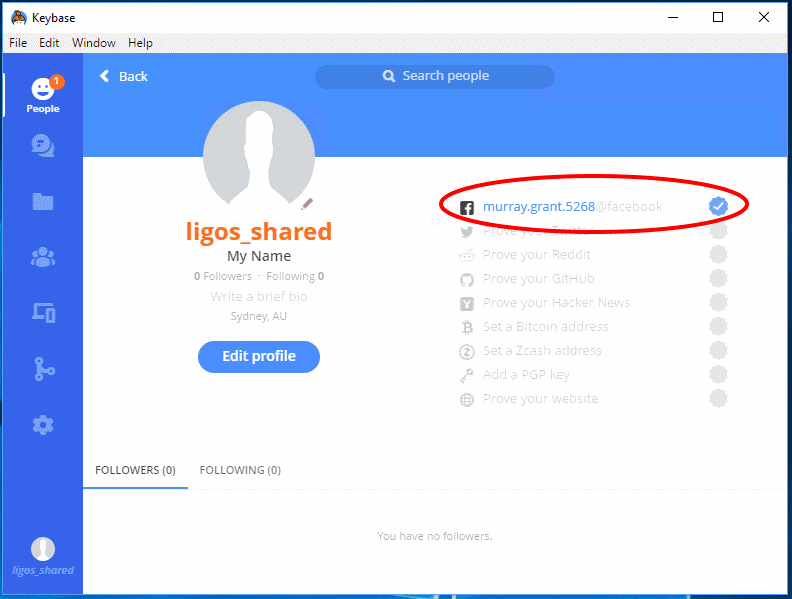 Keybase
File Edit Window Help
1
People
Back
Search people
ligos_shared
My Name
0 Followers · Following 0
Write a brief bio
Sydney, AU
Edit profile
murray.grant.5268@facebook
Prove your Twitter
Prove your Reddit
Prove your GitHub
Prove your Hacker News
Set a Bitcoin address
Set a Zcash address
Add a PGP key
Prove your website
FOLLOWERS (0) FOLLOWING (0)
You have no followers.
ligos_shared